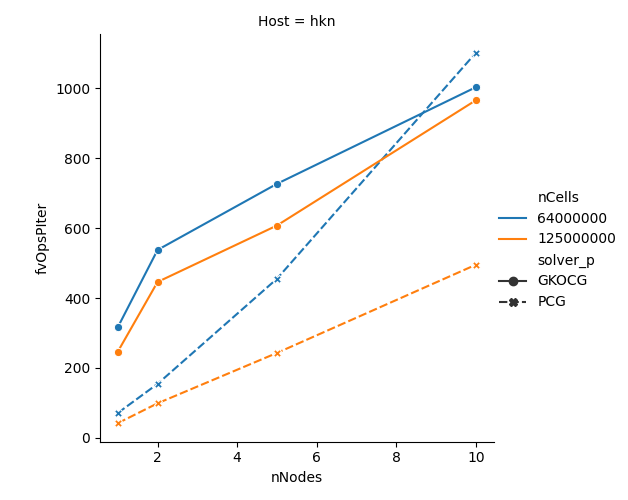 Host = hkn
1000
800
600
400
200
0
fvOpsPIter
2
4
6
8
10
nNodes
nCells
64000000
125000000
solver_p
GKOCG
PCG